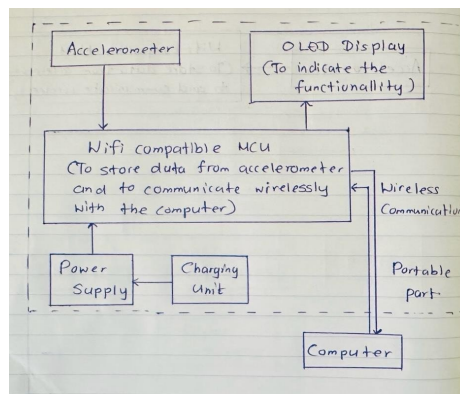 Accelerometer
OLED Display
(To indicate the
functionallity)
Wifi compatible MCU
(To store data from accelerometer
and to communicate wirelessly
with the computer)
Wireless
Communication
Power
Supply
Charging
Unit
Portable
part
Computer